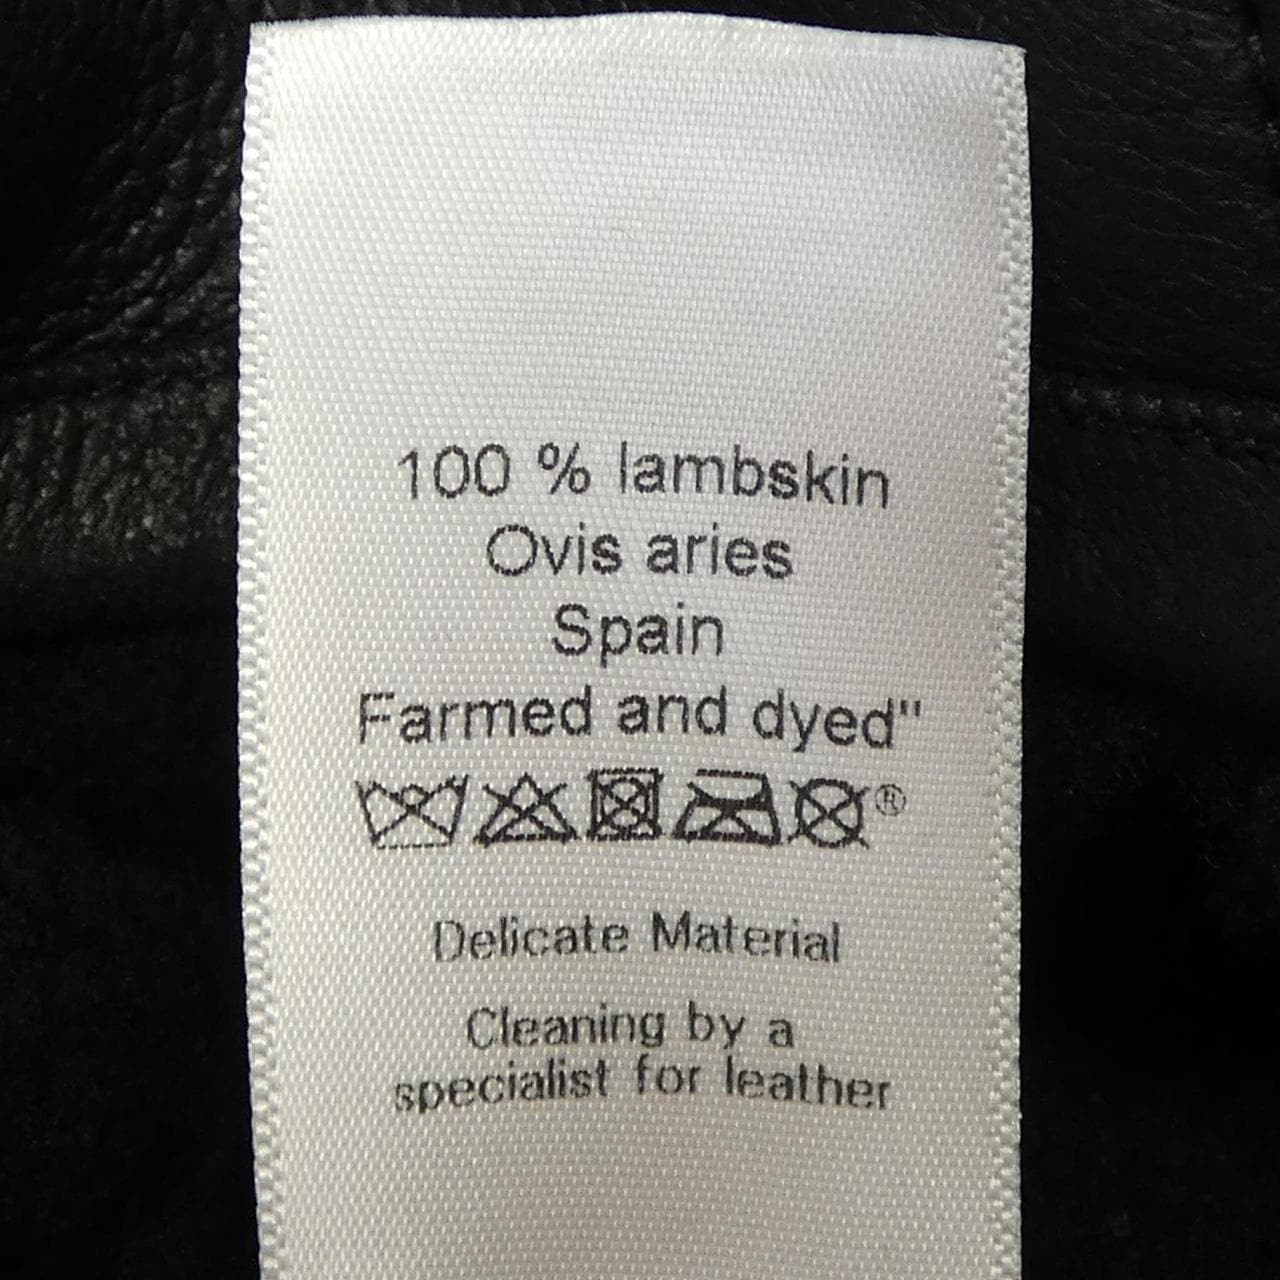 100 % lambskin
Ovis aries
Spain
Farmed and dyed"
®
Delicate Material
Cleaning by a
specialist for leather